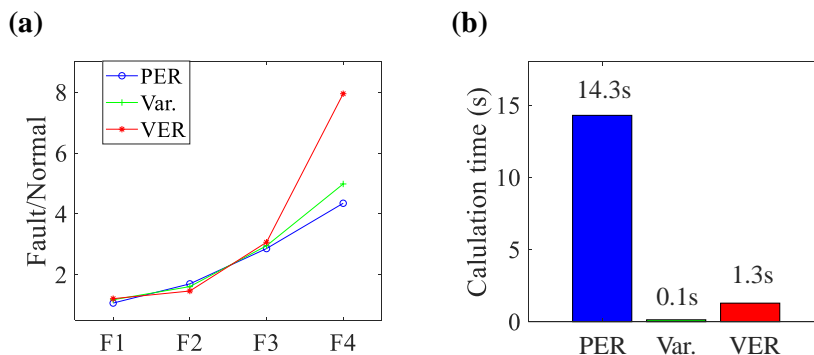 (a)
PER
Var.
VER
Fault/Normal
8
6
4
2
F1 F2 F3 F4
(b)
Calulation time (s)
15
10
5
0
14.3s
0.1s
1.3s
PER Var. VER